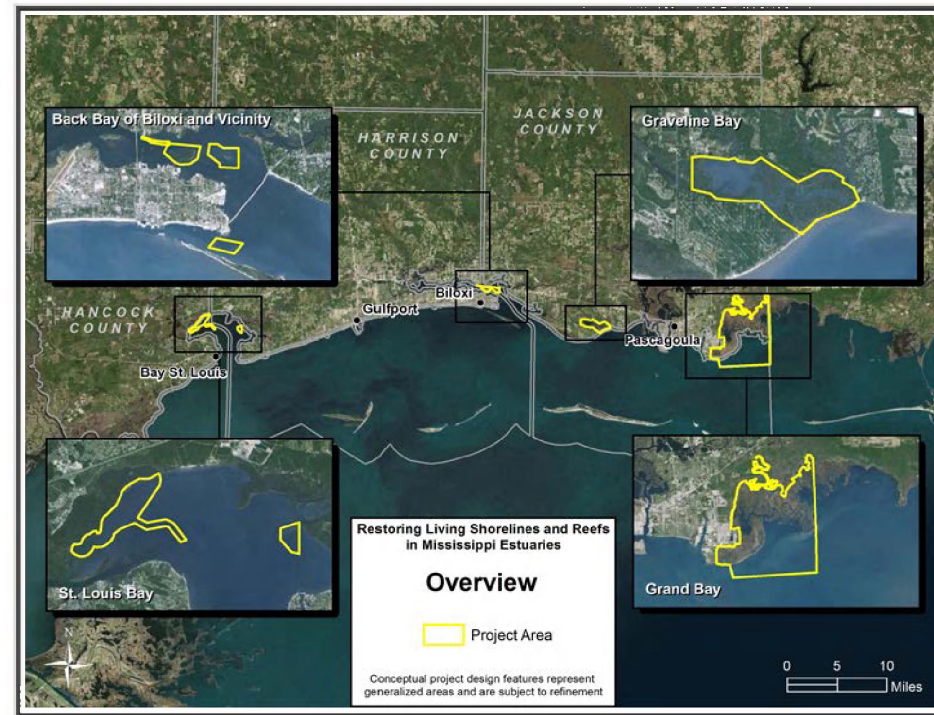 Back Bay of Biloxi and Vicinity
HARRISON
COUNTY
JACKSON
COUNTY
Graveline Bay
HANCOCK
COUNTY
Biloxi
Gulfport
Pascagoula
Bay St. Louis
St. Louis Bay
Grand Bay
Restoring Living Shorelines and Reefs
in Mississippi Estuaries
Overview
Project Area
Conceptual project design features represent
generalized areas and are subject to refinement
N
0 5 10
Miles